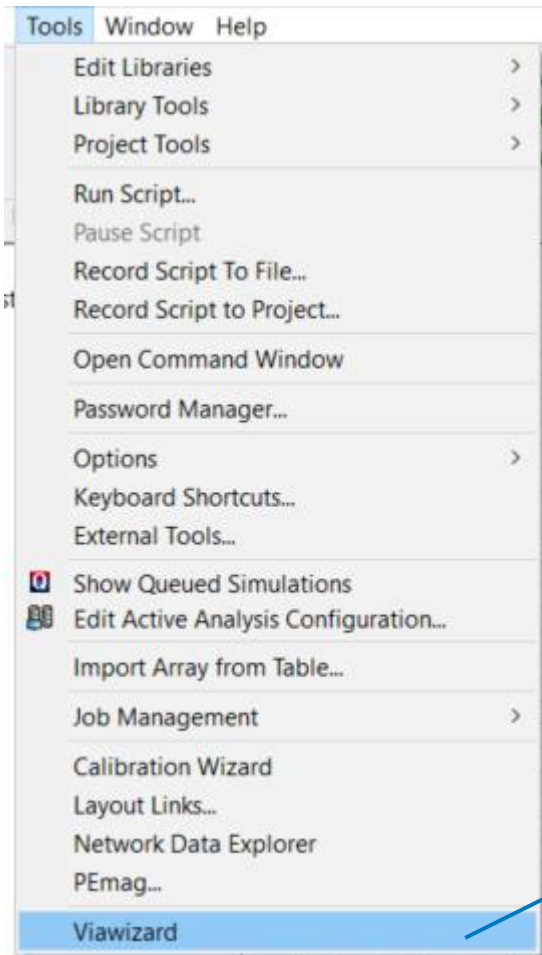 Tools Window Help
Edit Libraries
Library Tools
Project Tools
Run Script...
Pause Script
Record Script To File...
Record Script to Project...
Open Command Window
Password Manager...
Options
Keyboard Shortcuts...
External Tools...
Show Queued Simulations
Edit Active Analysis Configuration...
Import Array from Table...
Job Management
Calibration Wizard
Layout Links...
Network Data Explorer
PEmag...
Viawizard